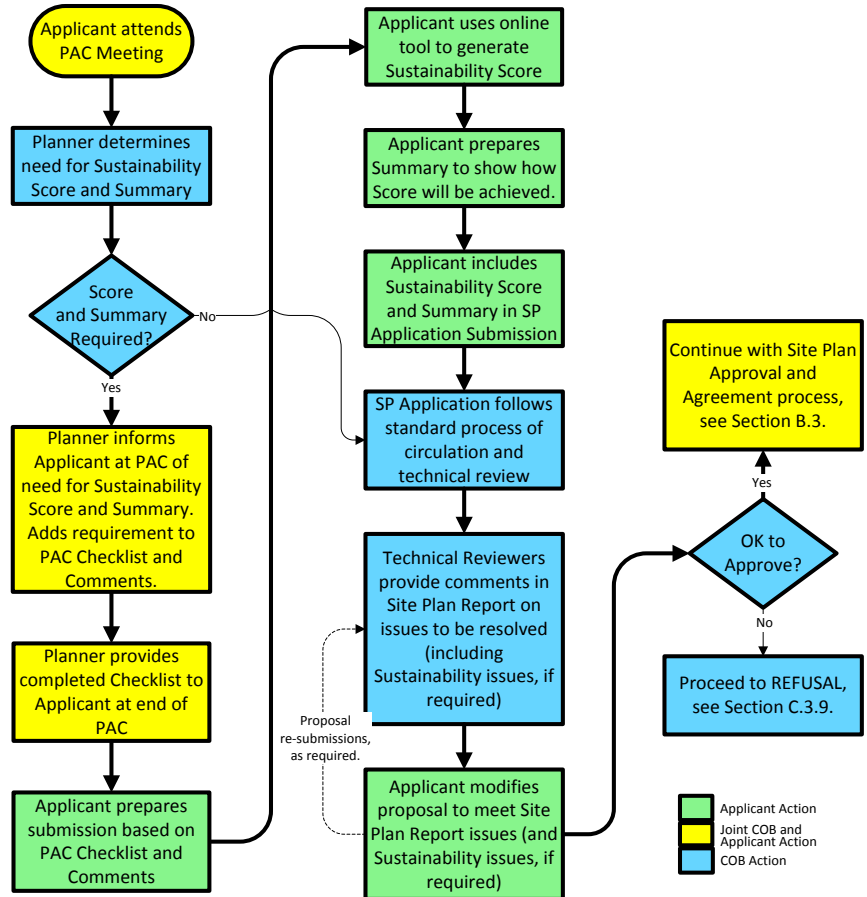 Applicant attends
PAC Meeting
Planner determines
need for Sustainability
Score and Summary
Score
and Summary
Required?
No
Yes
Planner informs
Applicant at PAC of
need for Sustainability
Score and Summary.
Adds requirement to
PAC Checklist and
Comments.
Planner provides
completed Checklist to
Applicant at end of
PAC
Applicant prepares
submission based on
PAC Checklist and
Comments
Applicant uses online
tool to generate
Sustainability Score
Applicant prepares
Summary to show how
Score will be achieved.
Applicant includes
Sustainability Score
and Summary in SP
Application Submission
SP Application follows
standard process of
circulation and
technical review
Technical Reviewers
provide comments in
Site Plan Report on
issues to be resolved
(including
Sustainability issues, if
required)
Proposal
re-submissions,
as required.
Applicant modifies
proposal to meet Site
Plan Report issues (and
Sustainability issues, if
required)
Continue with Site Plan
Approval and
Agreement process,
see Section B.3.
Yes
OK to
Approve?
No
Proceed to REFUSAL,
see Section C.3.9.
Applicant Action
Joint COB and
Applicant Action
COB Action